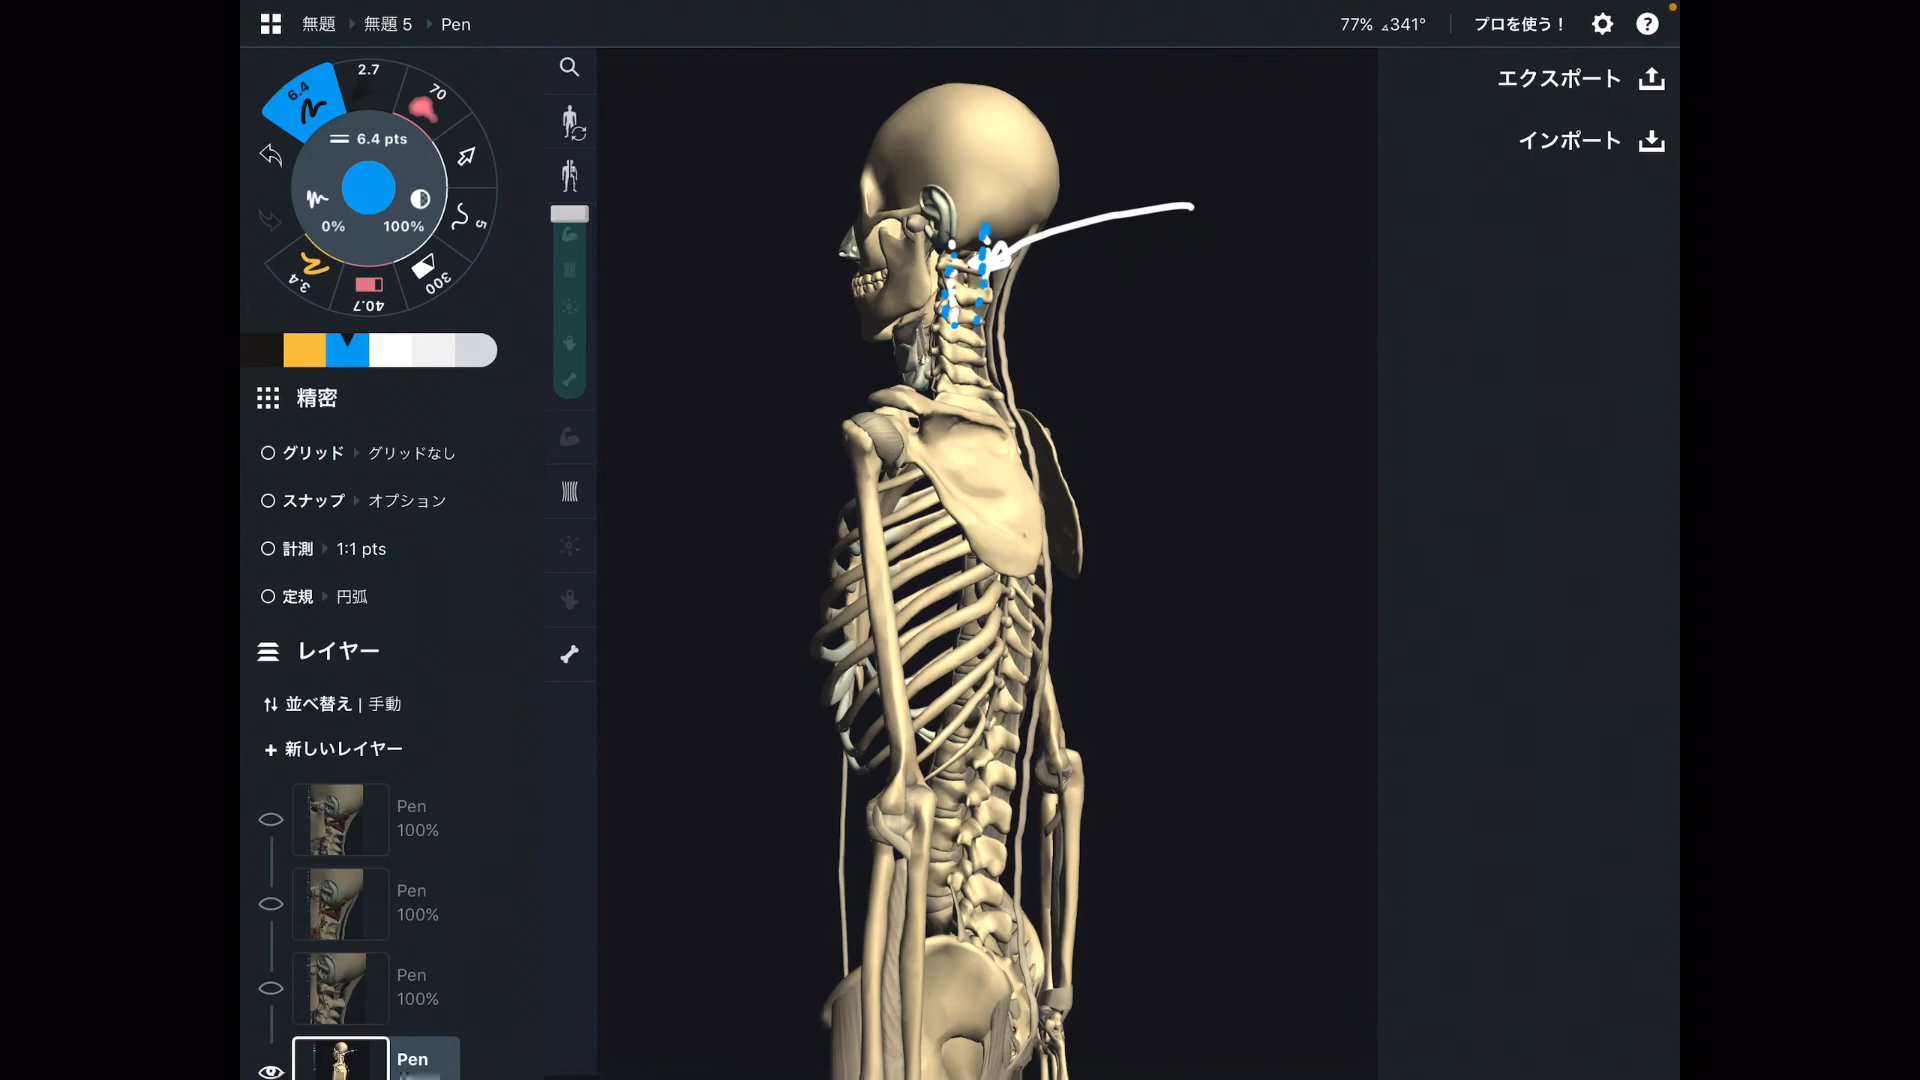 無題 無題 5 Pen
77% ⊿341°
プロを使う!
?
エクスポート
インポート
2.7
70
6.4
6.4 pts
0%
100%
5
300
40.7
3.4
精密
グリッド グリッドなし
スナップ オプション
計測 1:1 pts
定規 円弧
レイヤー
並べ替え | 手動
+ 新しいレイヤー
Pen
100%
Pen
100%
Pen
100%
Pen